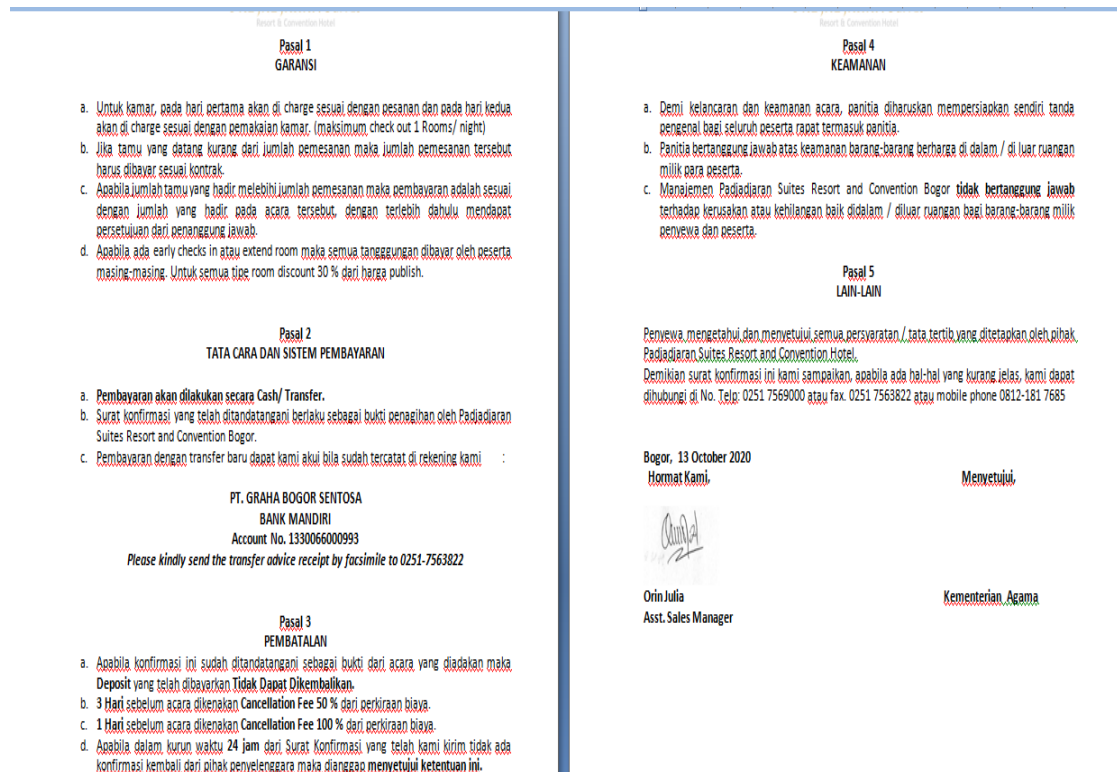 Resort & Convention Hotel
Pasal 1
GARANSI
a. Untuk kamar, pada hari pertama akan di charge sesuai dengan pesanan dan pada hari kedua
akan di charge sesuai dengan pemakaian kamar. (maksimum check out 1 Rooms/ night)
b. Jika tamu yang datang kurang dari jumlah pemesanan maka jumlah pemesanan tersebut
harus dibayar sesuai kontrak.
c. Apabila jumlah tamu yang hadir melebihi jumlah pemesanan maka pembayaran adalah sesuai
dengan jumlah yang hadir pada acara tersebut, dengan terlebih dahulu mendapat
persetujuan dari penanggung jawab.
d. Apabila ada early checks in atau extend room maka semua tangggungan dibayar oleh peserta
masing-masing. Untuk semua tipe room discount 30 % dari harga publish.
Pasal 2
TATA CARA DAN SISTEM PEMBAYARAN
a. Pembayaran akan dilakukan secara Cash/ Transfer.
b. Surat konfirmasi yang telah ditandatangani berlaku sebagai bukti penagihan oleh Padjadjaran
Suites Resort and Convention Bogor.
c. Pembayaran dengan transfer baru dapat kami akui bila sudah tercatat di rekening kami :
PT. GRAHA BOGOR SENTOSA
BANK MANDIRI
Account No. 1330066000993
Please kindly send the transfer advice receipt by facsimile to 0251-7563822
Pasal 3
PEMBATALAN
a. Apabila konfirmasi ini sudah ditandatangani sebagai bukti dari acara yang diadakan maka
Deposit yang telah dibayarkan Tidak Dapat Dikembalikan.
b. 3 Hari sebelum acara dikenakan Cancellation Fee 50 % dari perkiraan biaya.
c. 1 Hari sebelum acara dikenakan Cancellation Fee 100 % dari perkiraan biaya.
d. Apabila dalam kurun waktu 24 jam dari Surat Konfirmasi yang telah kami kirim tidak ada
konfirmasi kembali dari pihak penyelenggara maka dianggap menyetujui ketentuan ini.
Resort & Convention Hotel
Pasal 4
KEAMANAN
a. Demi kelancaran dan keamanan acara, panitia diharuskan mempersiapkan sendiri tanda
pengenal bagi seluruh peserta rapat termasuk panitia.
b. Panitia bertanggung jawab atas keamanan barang-barang berharga di dalam / di luar ruangan
milik para peserta.
c. Manajemen Padjadjaran Suites Resort and Convention Bogor tidak bertanggung jawab
terhadap kerusakan atau kehilangan baik didalam / diluar ruangan bagi barang-barang milik
penyewa dan peserta.
Pasal 5
LAIN-LAIN
Penyewa mengetahui dan menyetujui semua persyaratan / tata tertib yang ditetapkan oleh pihak
Padjadjaran Suites Resort and Convention Hotel.
Demikian surat konfirmasi ini kami sampaikan, apabila ada hal-hal yang kurang jelas, kami dapat
dihubungi di No. Telp: 0251 7569000 atau fax. 0251 7563822 atau mobile phone 0812-181 7685
Bogor, 13 October 2020
Hormat Kami, Menyetujui,
Orin Julia Kementerian Agama
Asst. Sales Manager